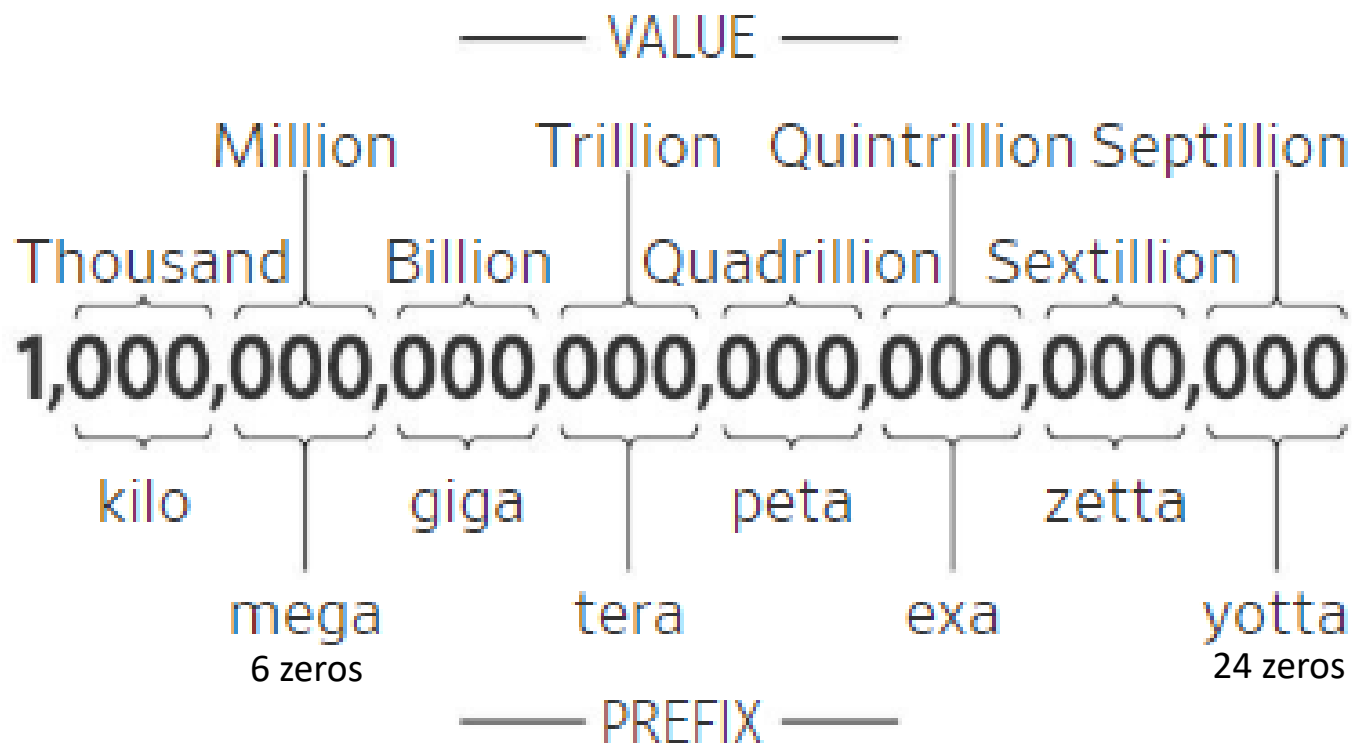 VALUE
Million Trillion Quintrillion Septillion
Thousand Billion Quadrillion Sextillion
1,000,000,000,000,000,000,000,000
kilo giga peta zetta
mega tera exa yotta
6 zeros 24 zeros
PREFIX